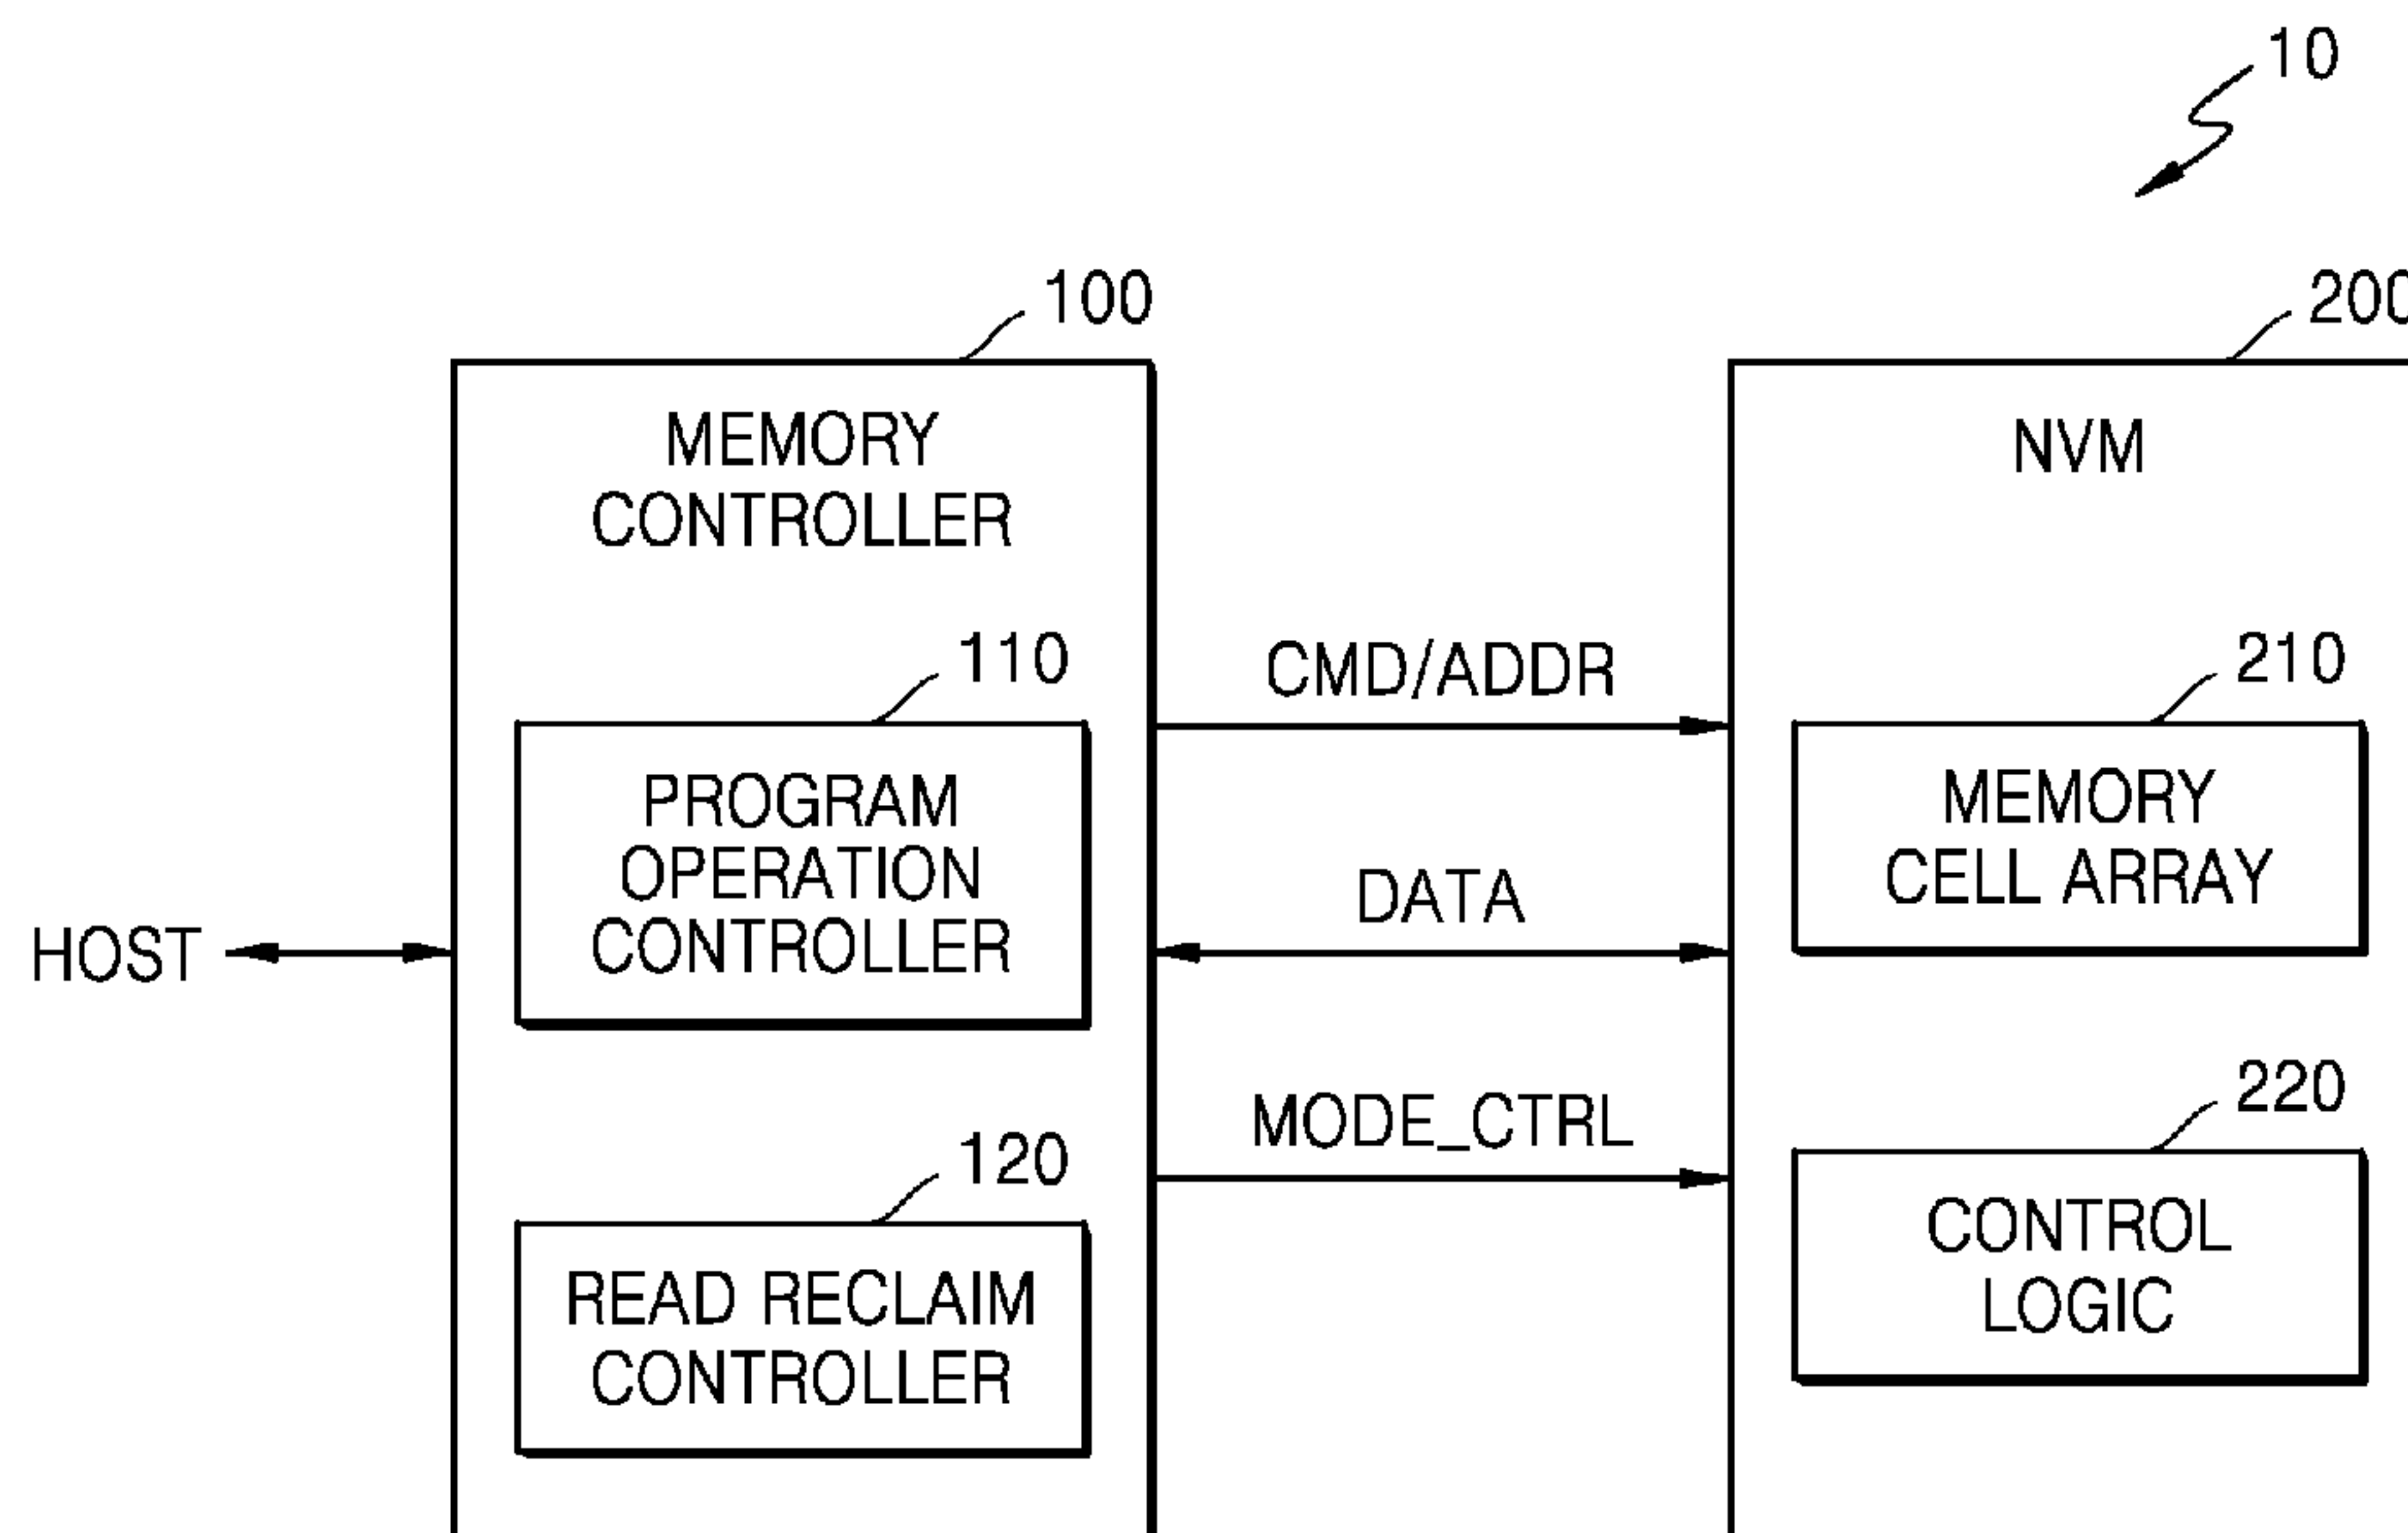 10
100
200
MEMORY
CONTROLLER
NVM
110
CMD/ADDR
210
PROGRAM
OPERATION
CONTROLLER
MEMORY
CELL ARRAY
DATA
HOST
MODE_CTRL
220
120
READ RECLAIM
CONTROLLER
CONTROL
LOGIC